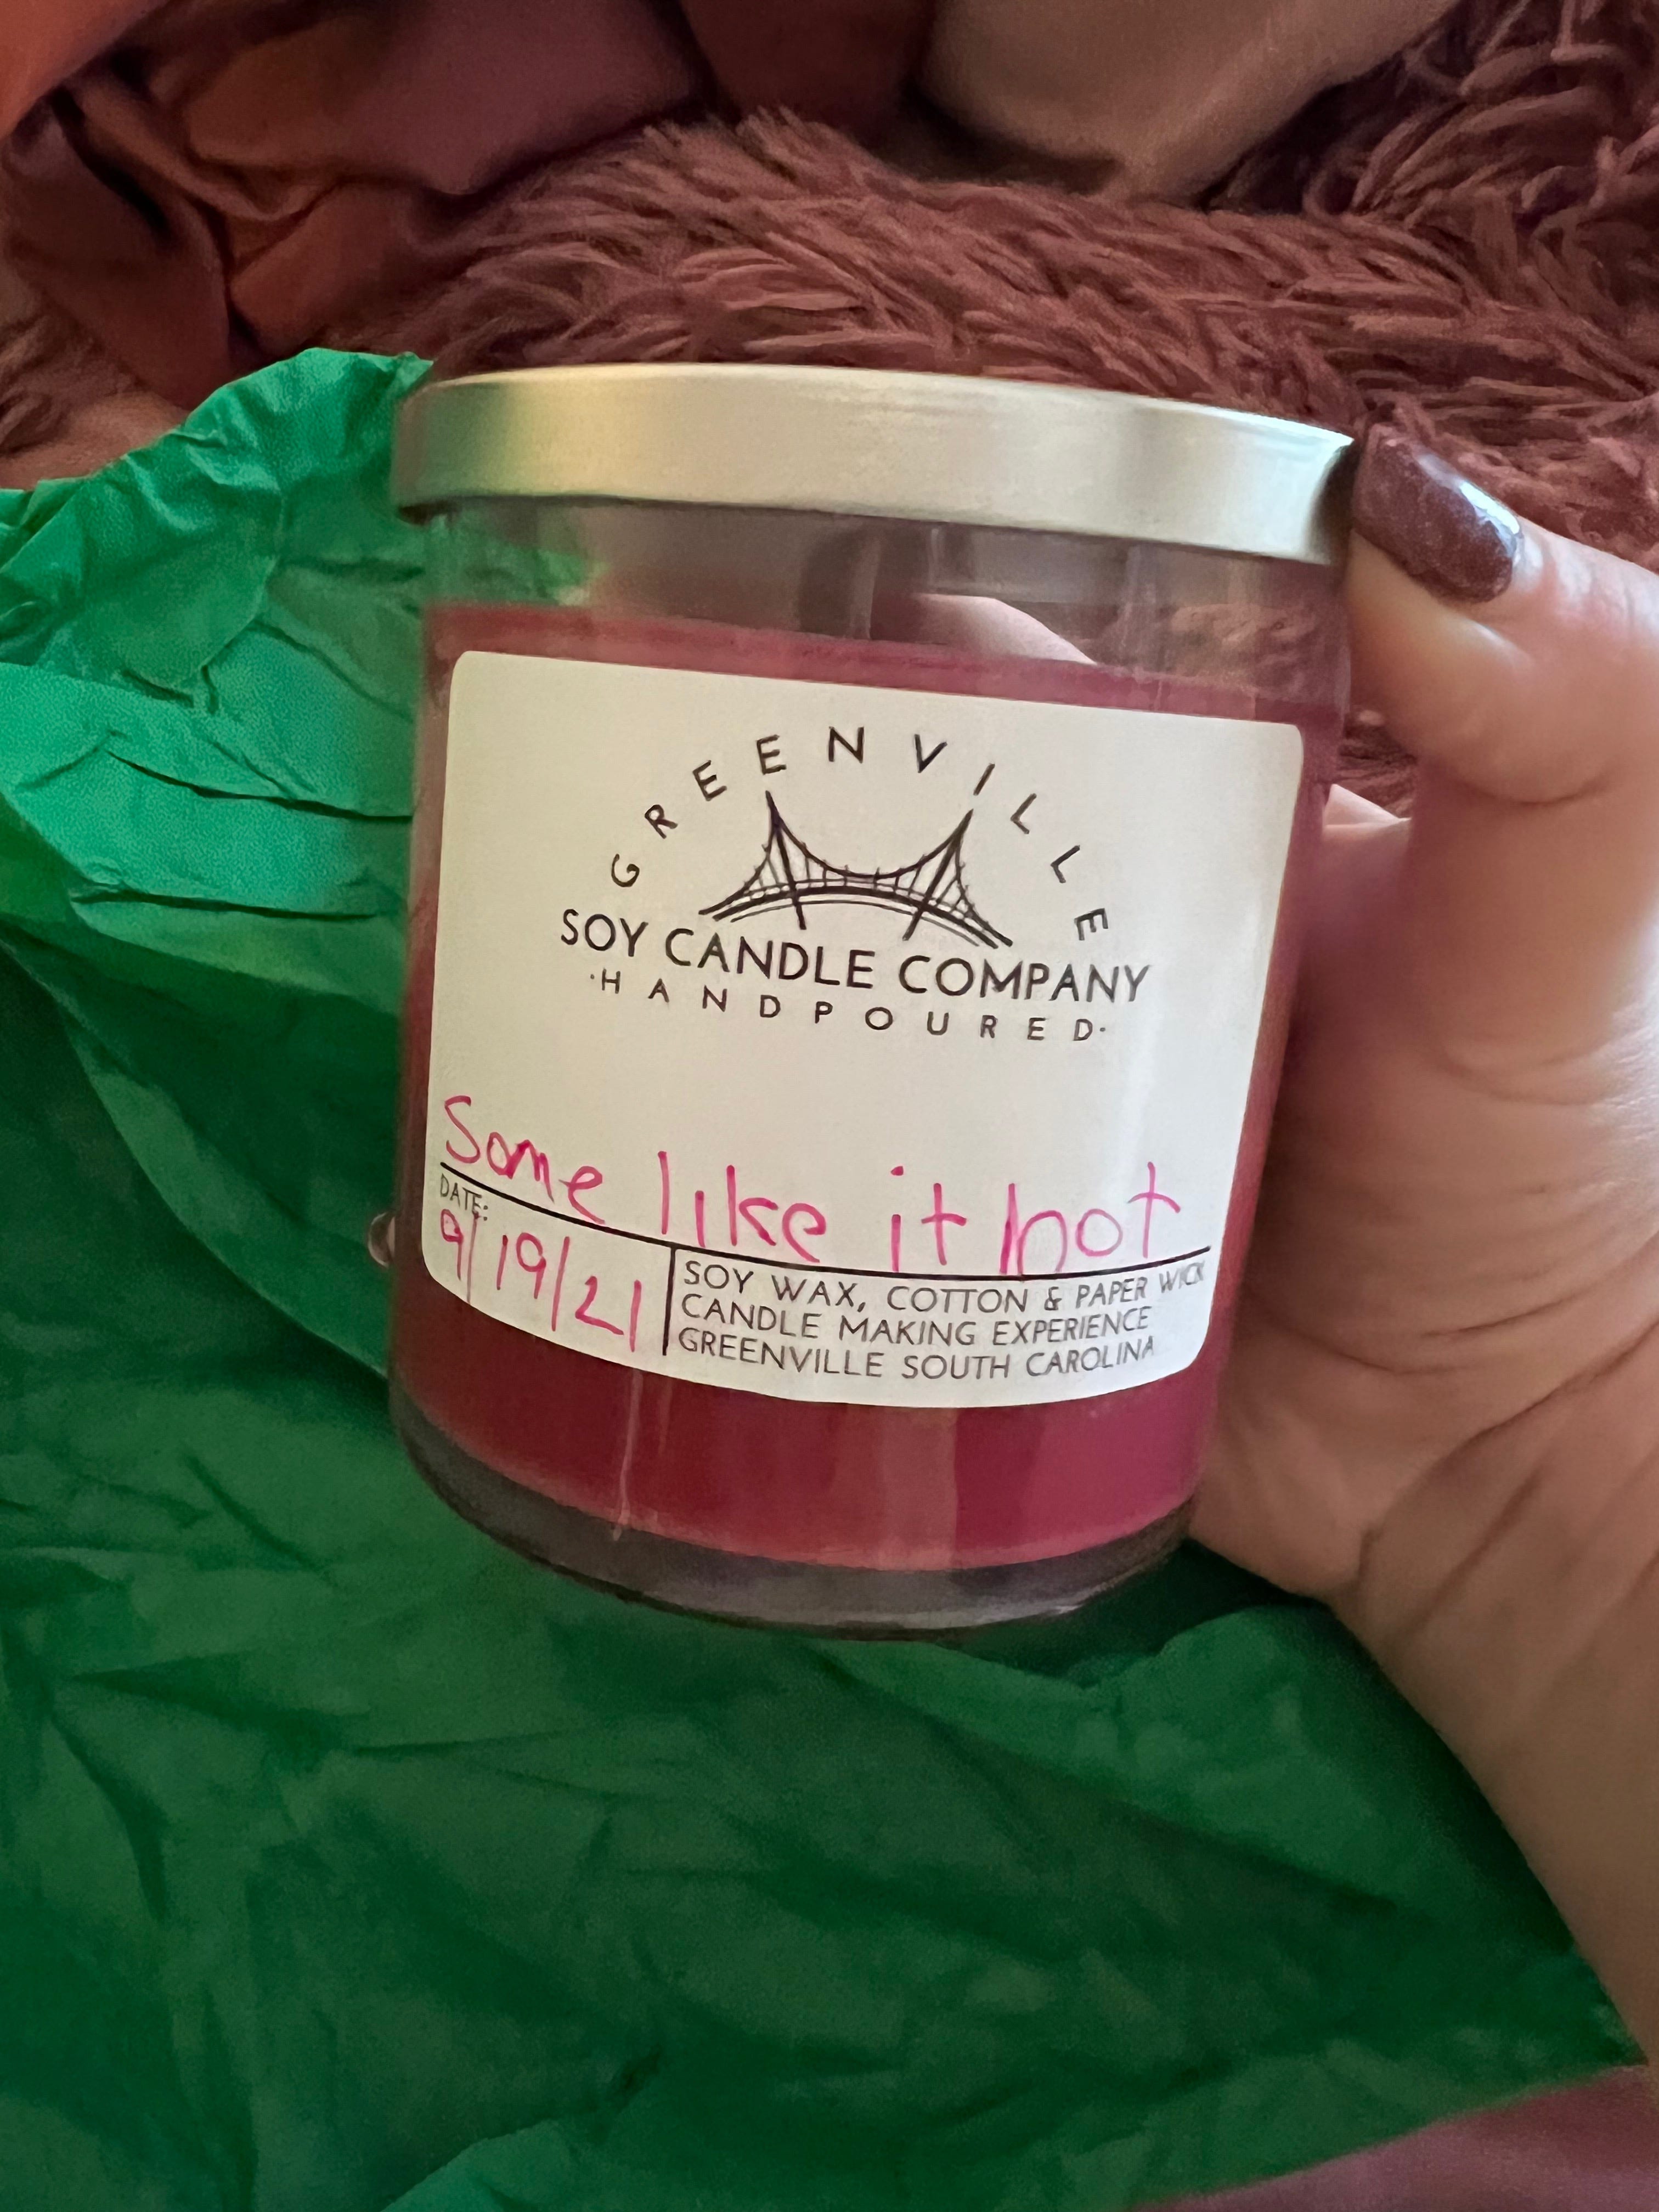 GREENVILLE
SOY CANDLE COMPANY
·HANDPOURED·
Some like it hot
DATE:
9/19/21
SOY WAX, COTTON & PAPER WICK
CANDLE MAKING EXPERIENCE
GREENVILLE SOUTH CAROLINA